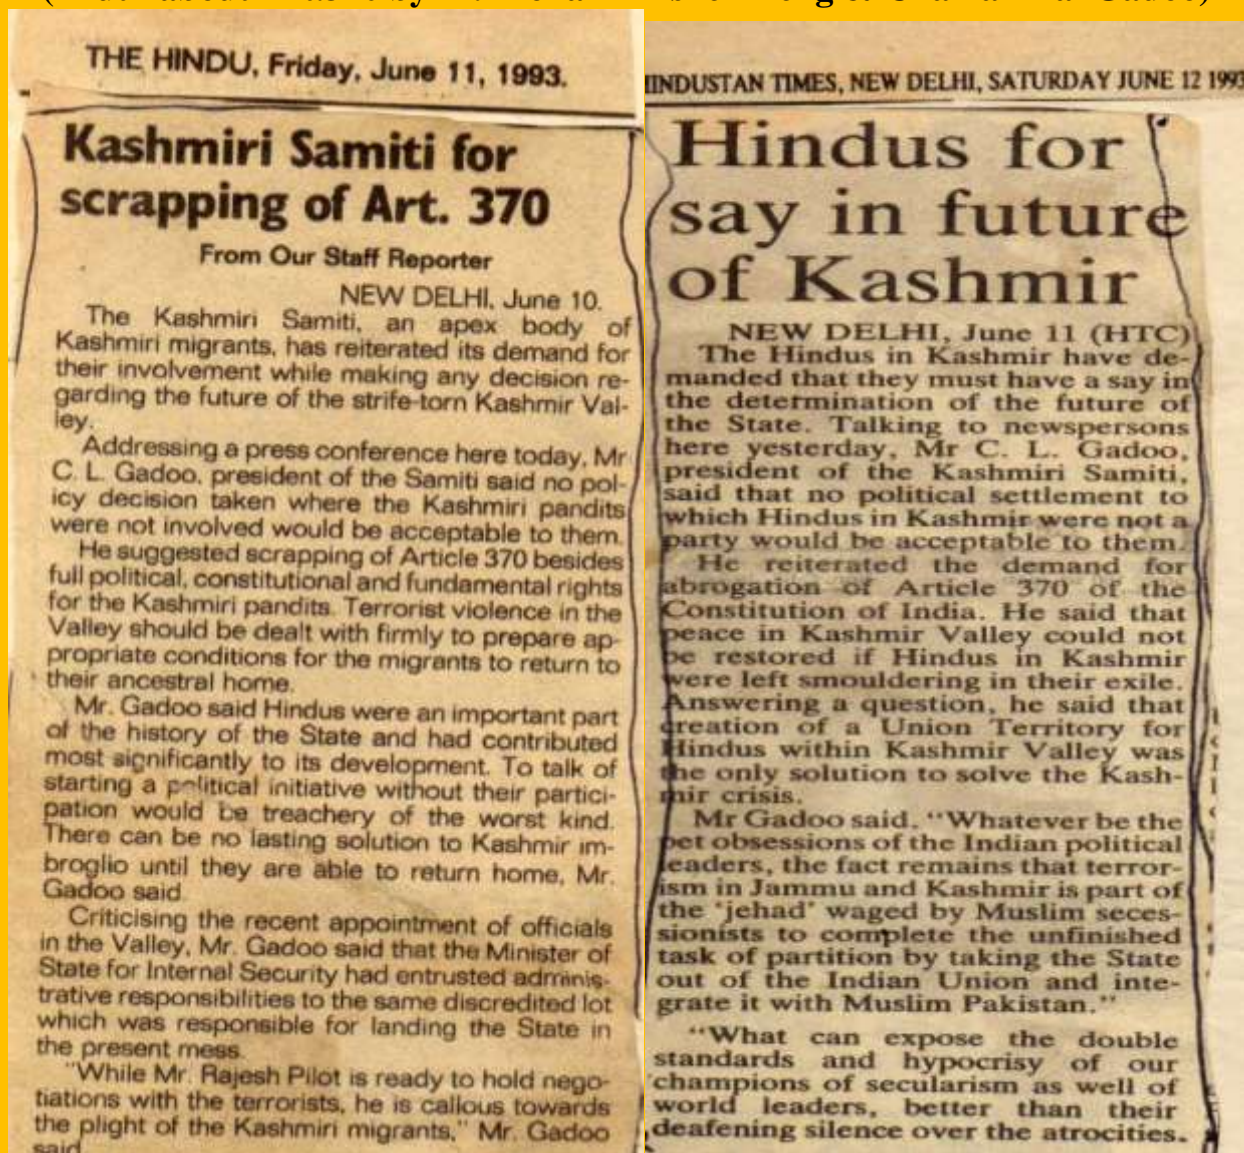 THE HINDU, Friday, June 11, 1993.
Kashmiri Samiti for
scrapping of Art. 370
From Our Staff Reporter
NEW DELHI, June 10.
The Kashmiri Samiti, an apex body of
Kashmiri migrants, has reiterated its demand for
their involvement while making any decision re-
garding the future of the strife-torn Kashmir Val-
ley.
Addressing a press conference here today, Mr
C. L. Gadoo, president of the Samiti said no pol-
icy decision taken where the Kashmiri pandits
were not involved would be acceptable to them.
He suggested scrapping of Article 370 besides
full political, constitutional and fundamental rights
for the Kashmiri pandits. Terrorist violence in the
Valley should be dealt with firmly to prepare ap-
propriate conditions for the migrants to return to
their ancestral home.
Mr. Gadoo said Hindus were an important part
of the history of the State and had contributed
most significantly to its development. To talk of
starting a political initiative without their partici-
pation would be treachery of the worst kind.
There can be no lasting solution to Kashmir im-
broglio until they are able to return home, Mr.
Gadoo said.
Criticising the recent appointment of officials
in the Valley, Mr. Gadoo said that the Minister of
State for Internal Security had entrusted adminis-
trative responsibilities to the same discredited lot
which was responsible for landing the State in
the present mess.
"While Mr. Rajesh Pilot is ready to hold nego-
tiations with the terrorists, he is callous towards
the plight of the Kashmiri migrants," Mr. Gadoo
said
HINDUSTAN TIMES, NEW DELHI, SATURDAY JUNE 12 1993
Hindus for
say in future
of Kashmir
NEW DELHI, June 11 (HTC)
The Hindus in Kashmir have de-
manded that they must have a say in
the determination of the future of
the State. Talking to newspersons
here yesterday, Mr C. L. Gadoo,
president of the Kashmiri Samiti,
said that no political settlement to
which Hindus in Kashmir were not a
party would be acceptable to them.
He reiterated the demand for
abrogation of Article 370 of the
Constitution of India. He said that
peace in Kashmir Valley could not
be restored if Hindus in Kashmir
were left smouldering in their exile.
Answering a question, he said that
creation of a Union Territory for
Hindus within Kashmir Valley was
the only solution to solve the Kash-
mir crisis.
Mr Gadoo said, "Whatever be the
pet obsessions of the Indian political
leaders, the fact remains that terror-
ism in Jammu and Kashmir is part of
the 'jehad' waged by Muslim seces-
sionists to complete the unfinished
task of partition by taking the State
out of the Indian Union and inte-
grate it with Muslim Pakistan."
"What can expose the double
standards and hypocrisy of our
champions of secularism as well of
world leaders, better than their
deafening silence over the atrocities.